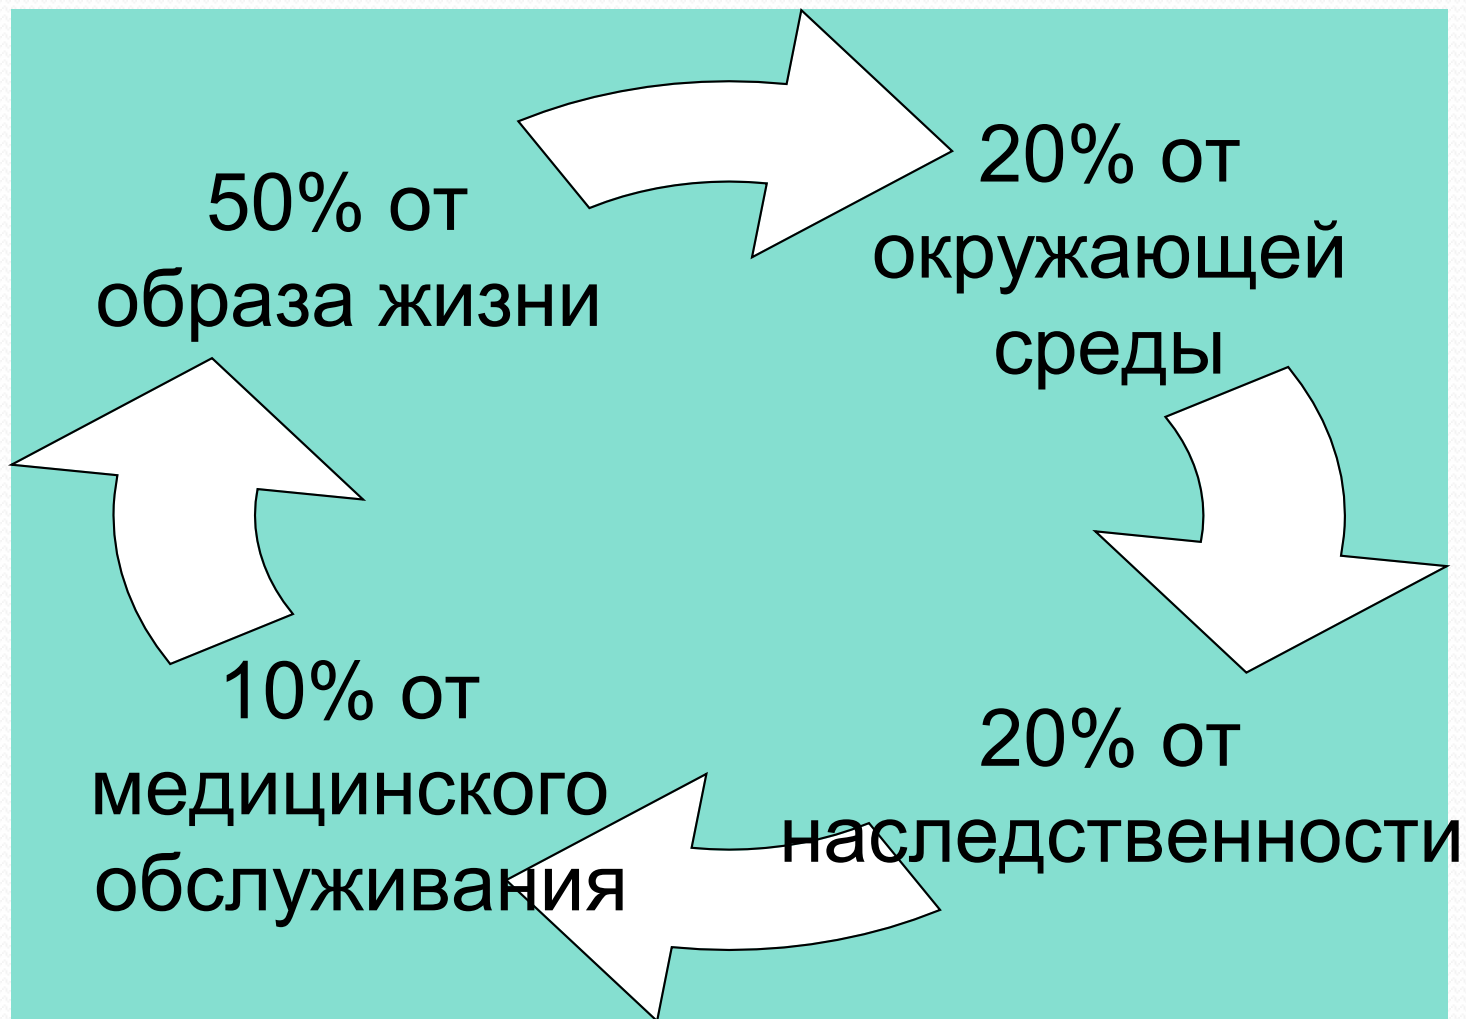 50% от
образа жизни
20% от
окружающей
среды
20% от
наследственности
10% от
медицинского
обслуживания